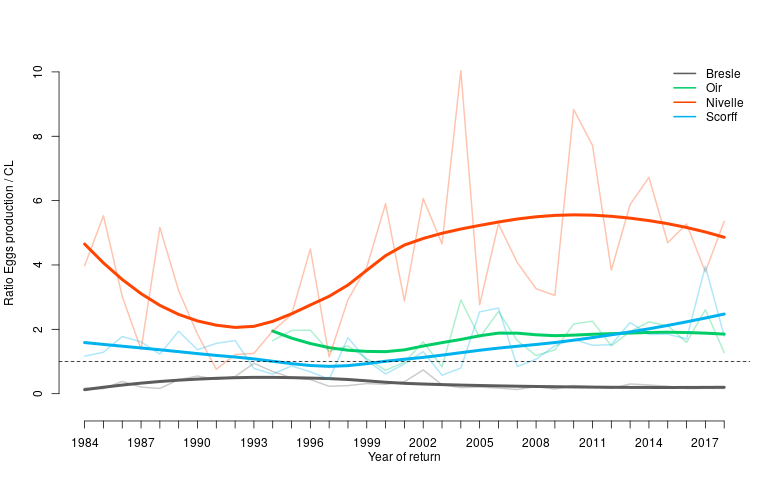 Bresle
Oir
Nivelle
Scorff
10
8
6
4
2
0
Ratio Eggs production / CL
1984 1987 1990 1993 1996 1999 2002 2005 2008 2011 2014 2017
Year of return